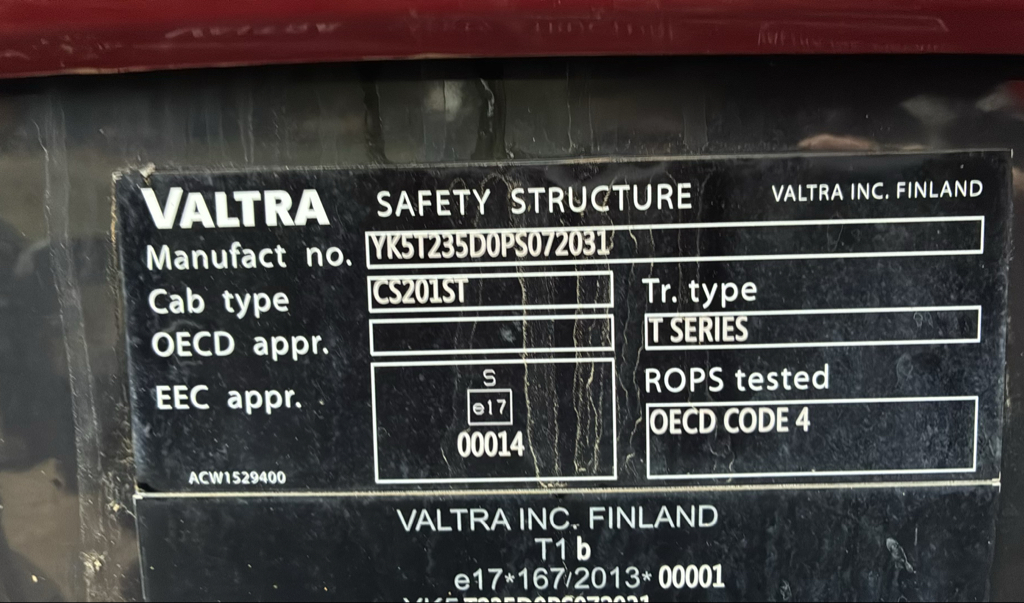 VALTRA SAFETY STRUCTURE VALTRA INC. FINLAND
Manufact no. YK5T235D0PS072031
Cab type CS201ST Tr. type
OECD appr. T SERIES
EEC appr. S ROPS tested
e17 OECD CODE 4
00014
ACW1529400
VALTRA INC. FINLAND
T1 b
e17*167/2013* 00001
YK5T235D0PS072031